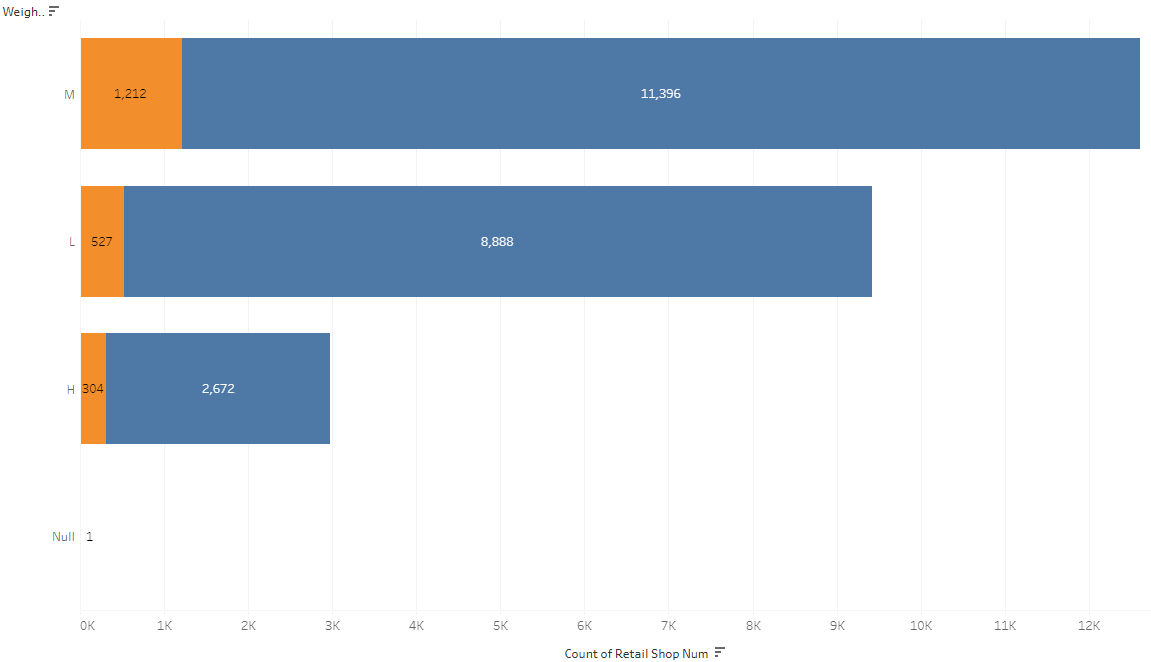 Weigh..
M 1,212 11,396
L 527 8,888
H 304 2,672
Null 1
0K 1K 2K 3K 4K 5K 6K 7K 8K 9K 10K 11K 12K
Count of Retail Shop Num